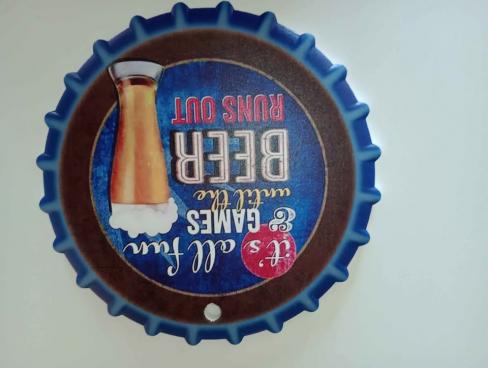 it's all fun
& GAMES
until the
BEER
RUNS OUT